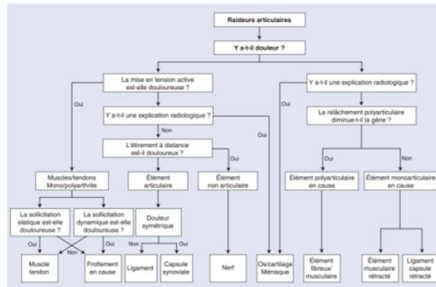 Raideurs articulaires
Y a-t-il douleur ?
La mise en tension active
est-elle douloureuse ?
Y a-t-il une explication radiologique ?
Oui
Oui
Y a-t-il une explication radiologique ?
Le relâchement polyarticulaire
diminue-t-il la gêne ?
Oui
Non
L'étirement à distance
est-il douloureux ?
Oui
Oui
Non
Muscles/tendons
Mono/polyarthrite
Élément
articulaire
Élément
non articulaire
Élément polyarticulaire
en cause
Élément monoarticulaire
en cause
La sollicitation
statique est-elle
douloureuse ?
La sollicitation
dynamique est-elle
douloureuse ?
Douleur
symétrique
Oui
Non
Oui
Non
Oui
Muscle
tendon
Frottement
en cause
Ligament
Capsule
synoviale
Nerf
Os/cartilage
Ménisque
Élément
fibreux/
musculaire
Élément
musculaire
rétracté
Ligament
capsule
rétracté